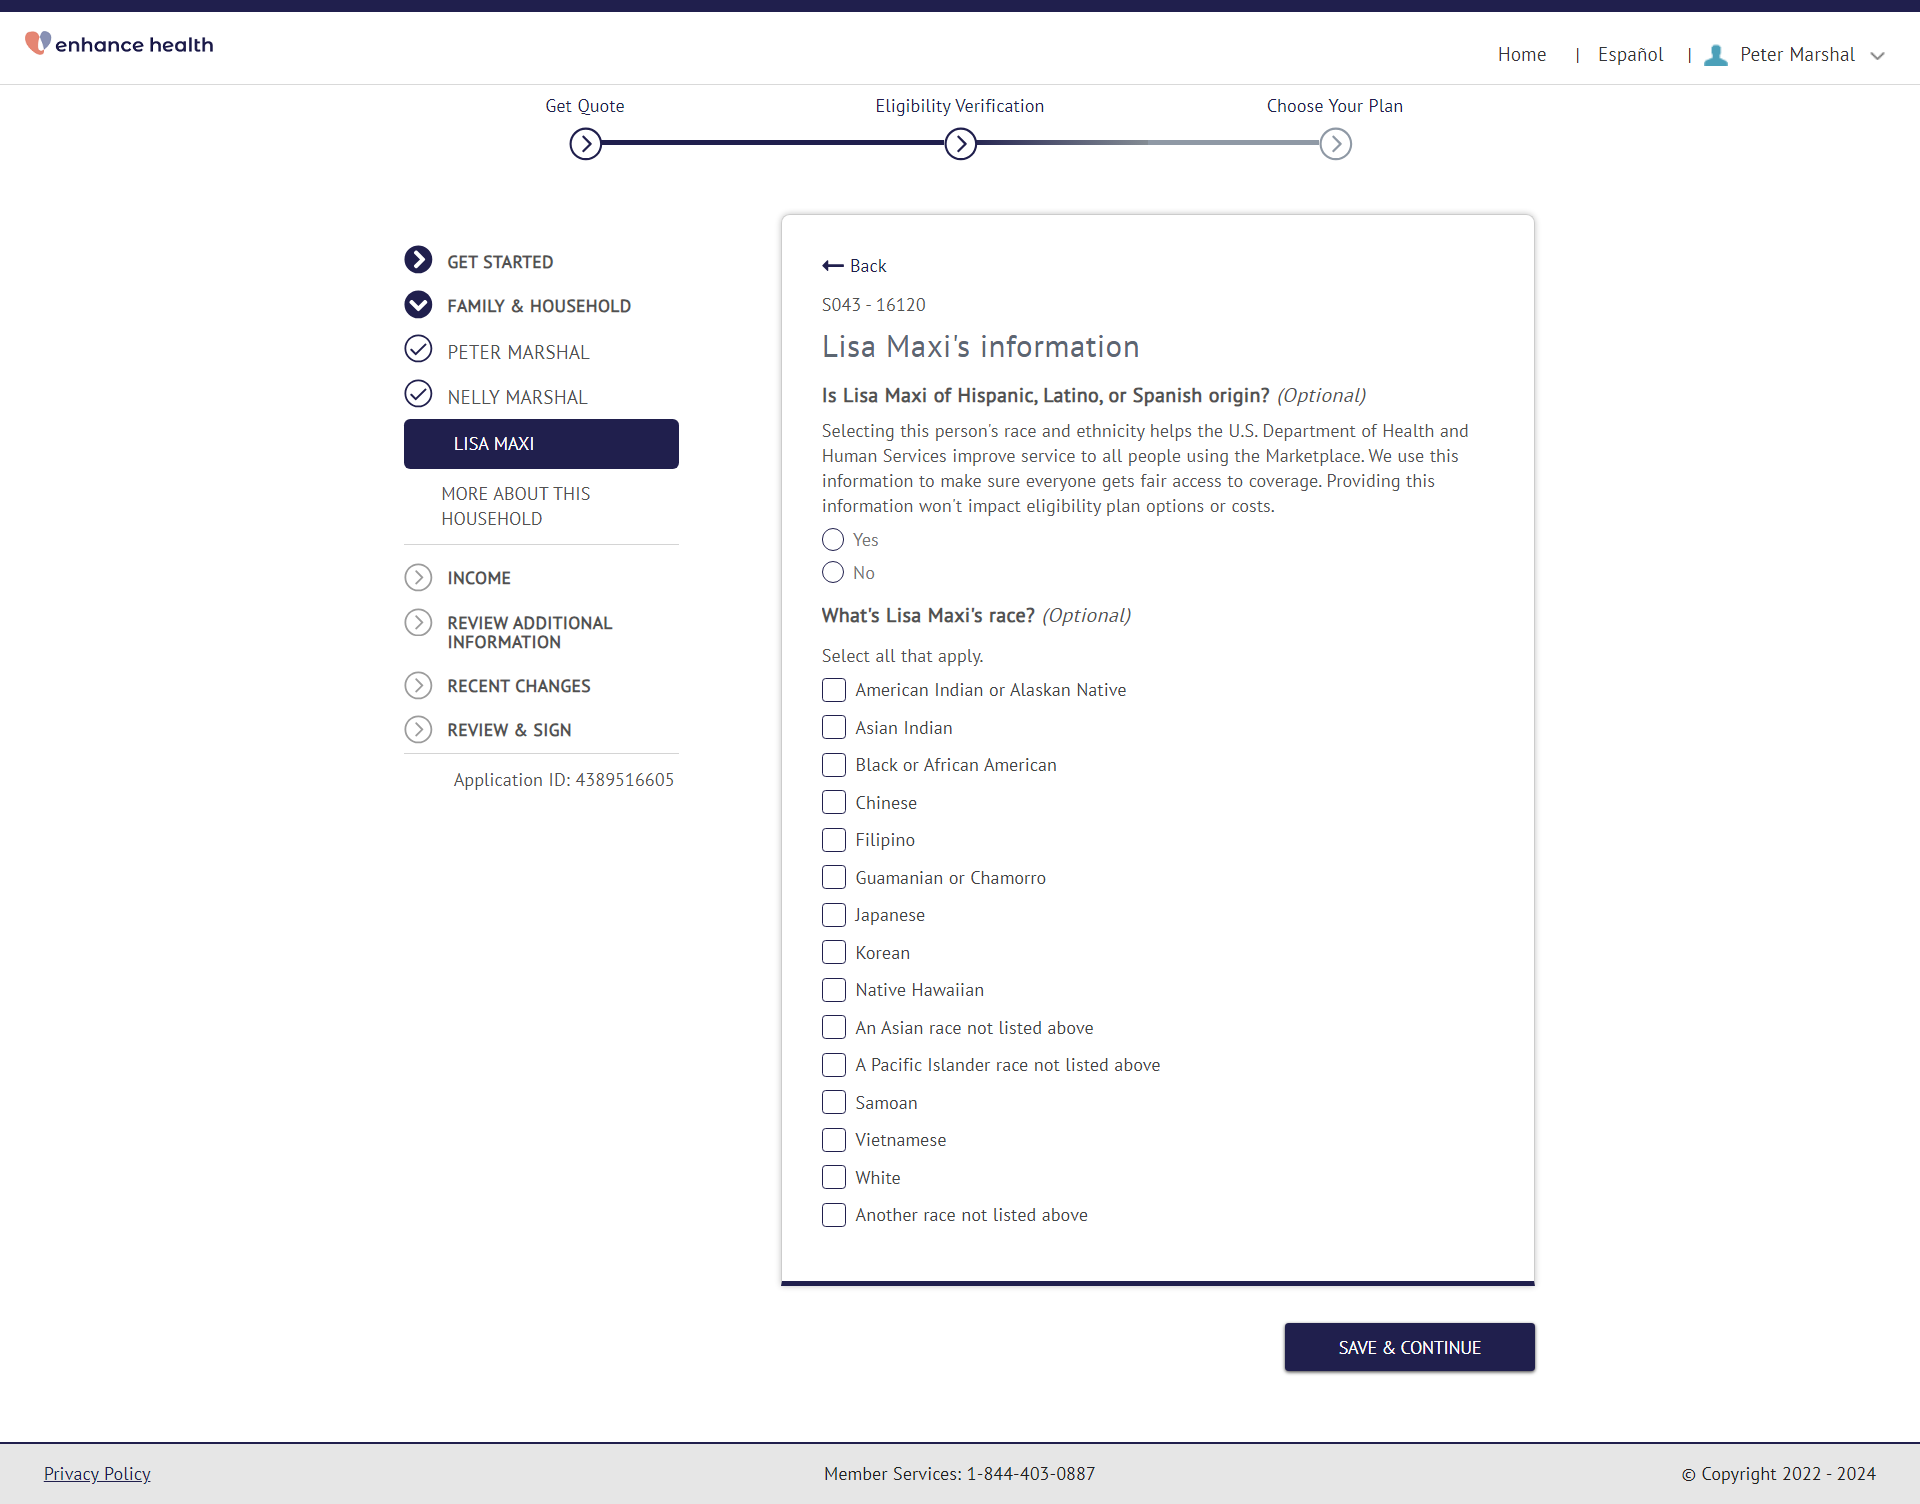 enhance health
Home | Español | Peter Marshal
Get Quote
Eligibility Verification
Choose Your Plan
GET STARTED
FAMILY & HOUSEHOLD
PETER MARSHAL
NELLY MARSHAL
LISA MAXI
MORE ABOUT THIS
HOUSEHOLD
INCOME
REVIEW ADDITIONAL
INFORMATION
RECENT CHANGES
REVIEW & SIGN
Application ID: 4389516605
Back
S043 - 16120
Lisa Maxi's information
Is Lisa Maxi of Hispanic, Latino, or Spanish origin? (Optional)
Selecting this person's race and ethnicity helps the U.S. Department of Health and
Human Services improve service to all people using the Marketplace. We use this
information to make sure everyone gets fair access to coverage. Providing this
information won't impact eligibility plan options or costs.
Yes
No
What's Lisa Maxi's race? (Optional)
Select all that apply.
American Indian or Alaskan Native
Asian Indian
Black or African American
Chinese
Filipino
Guamanian or Chamorro
Japanese
Korean
Native Hawaiian
An Asian race not listed above
A Pacific Islander race not listed above
Samoan
Vietnamese
White
Another race not listed above
SAVE & CONTINUE
Privacy Policy
Member Services: 1-844-403-0887
© Copyright 2022 - 2024